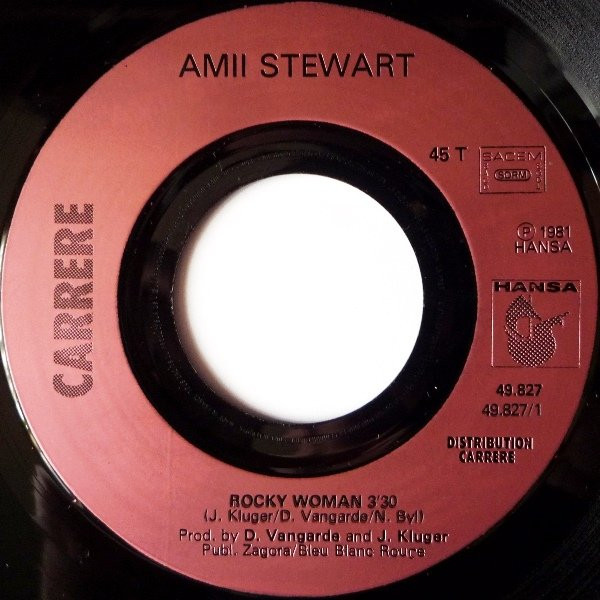 AMII STEWART
CARRERE
45 T
SACEM
SDRM
℗ 1981
HANSA
HANSA
49.827
49.827/1
DISTRIBUTION
CARRERE
ROCKY WOMAN 3'30
(J. Kluger/D. Vangarde/N. Byl)
Prod. by D. Vangarde and J. Kluger
Publ. Zagora/Bleu Blanc Rouge